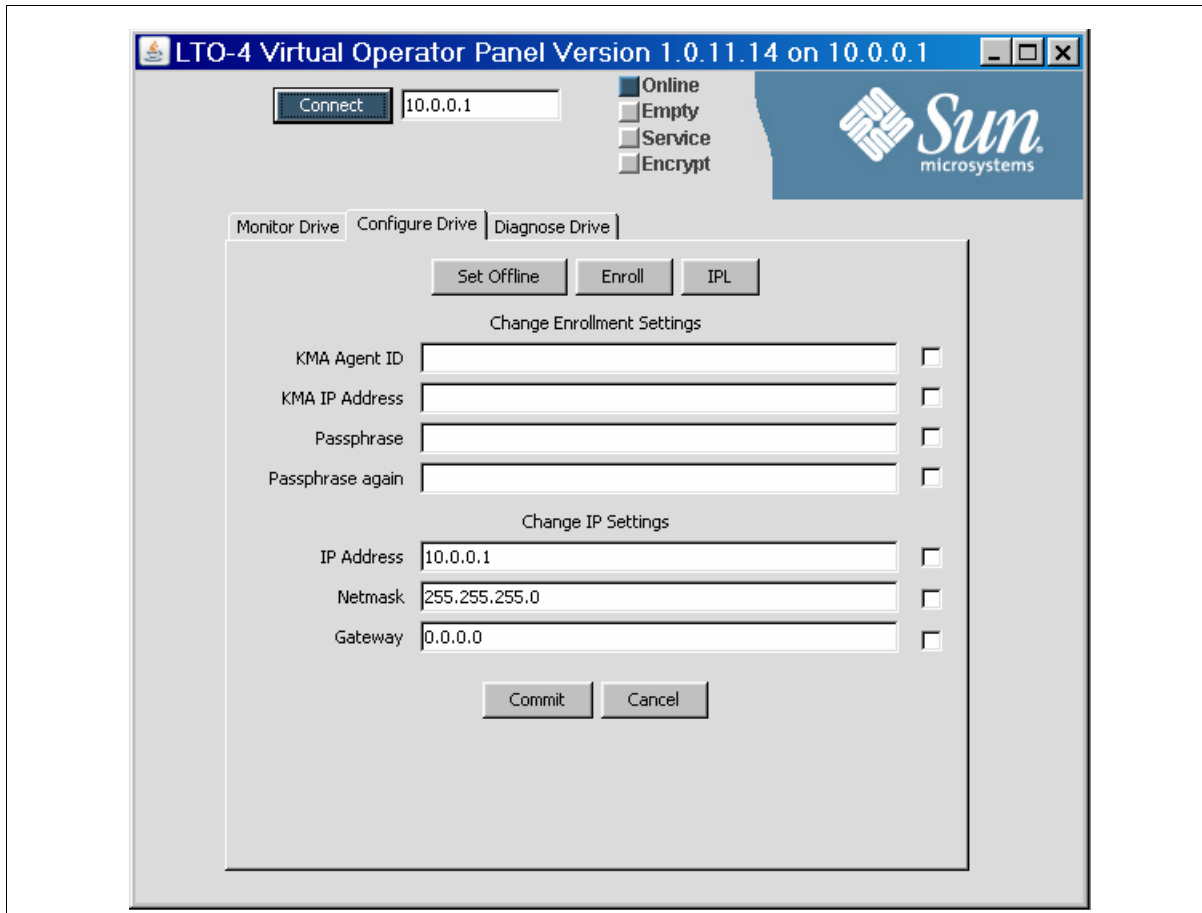 LTO-4 Virtual Operator Panel Version 1.0.11.14 on 10.0.0.1
Connect 10.0.0.1
Online
Empty
Service
Encrypt
Sun
microsystems
Monitor Drive Configure Drive Diagnose Drive
Set Offline Enroll IPL
Change Enrollment Settings
KMA Agent ID
KMA IP Address
Passphrase
Passphrase again
Change IP Settings
IP Address 10.0.0.1
Netmask 255.255.255.0
Gateway 0.0.0.0
Commit Cancel